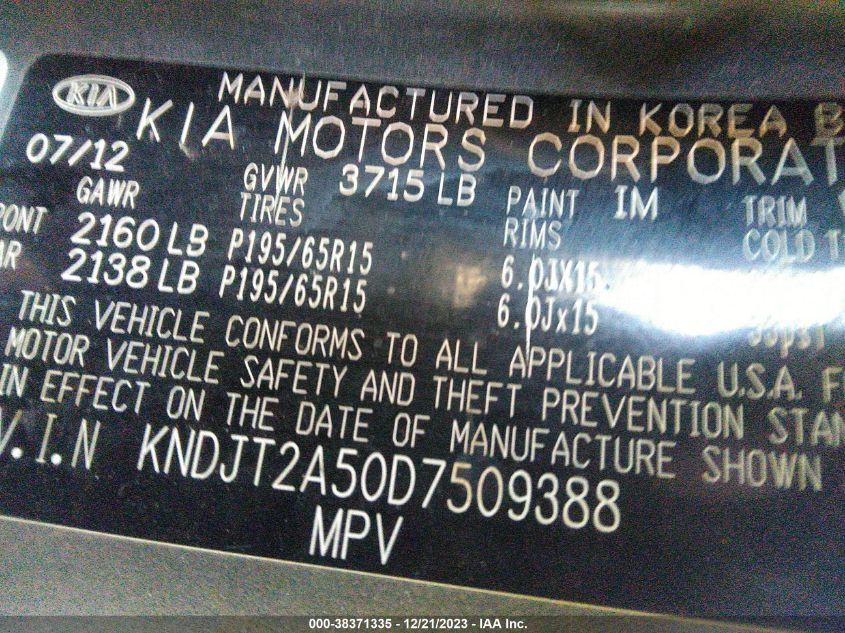 KIA MANUFACTURED IN KOREA B
KIA MOTORS CORPORAT
07/12
GAWR GVWR 3715 LB PAINT IM TRIM
TIRES RIMS COLD T
2160 LB P195/65R15 6.0JX15
2138 LB P195/65R15 6.0Jx15
THIS VEHICLE CONFORMS TO ALL APPLICABLE U.S.A. F
MOTOR VEHICLE SAFETY AND THEFT PREVENTION STAN
IN EFFECT ON THE DATE OF MANUFACTURE SHOWN
V.I.N KNDJT2A50D7509388
MPV
000-38371335 - 12/21/2023 - IAA Inc.